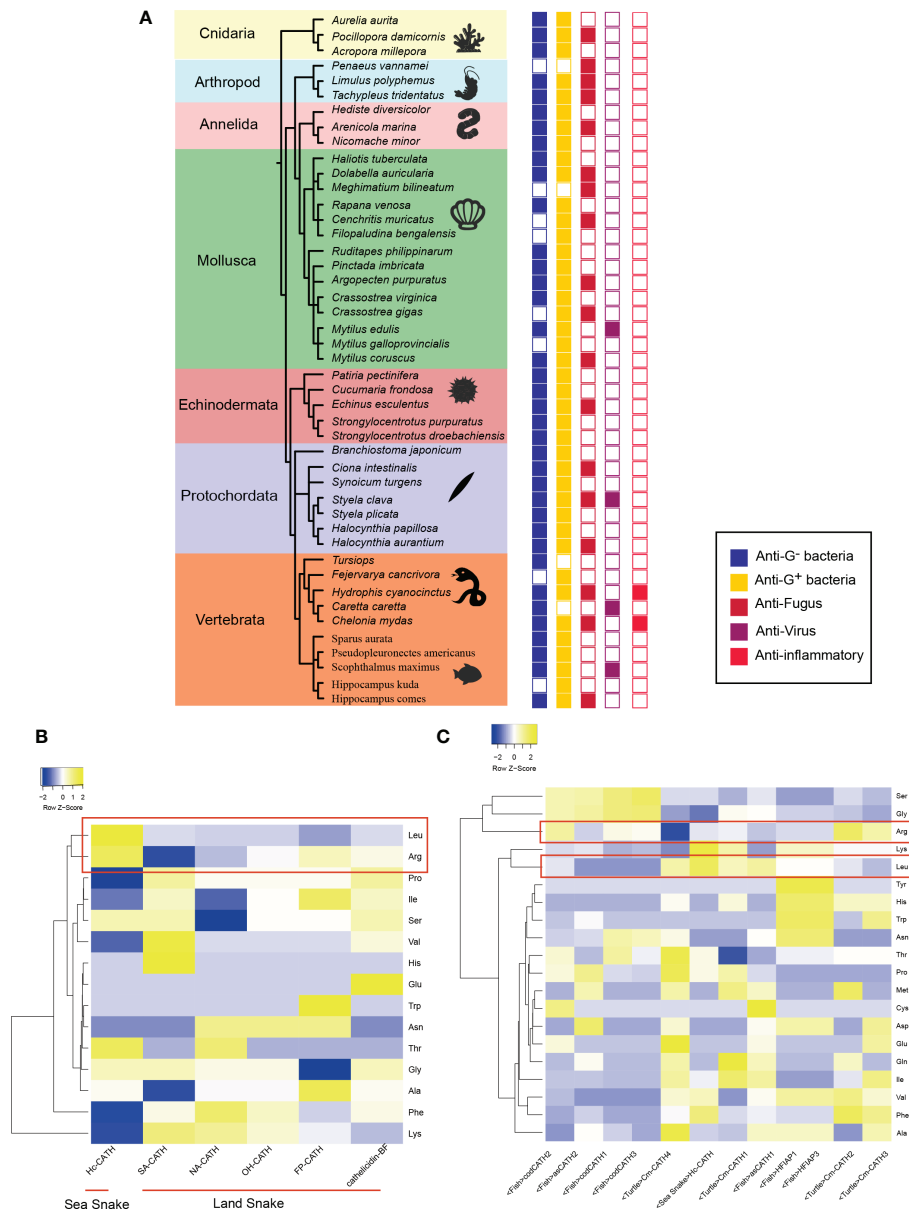 A
Cnidaria
Aurelia aurita
Pocillopora damicornis
Acropora millepora
Arthropod
Penaeus vannamei
Limulus polyphemus
Tachypleus tridentatus
Annelida
Hediste diversicolor
Arenicola marina
Nicomache minor
Mollusca
Haliotis tuberculata
Dolabella auricularia
Meghimatium bilineatum
Rapana venosa
Cenchritis muricatus
Filopaludina bengalensis
Ruditapes philippinarum
Pinctada imbricata
Argopecten purpuratus
Crassostrea virginica
Crassostrea gigas
Mytilus edulis
Mytilus galloprovincialis
Mytilus coruscus
Echinodermata
Patiria pectinifera
Cucumaria frondosa
Echinus esculentus
Strongylocentrotus purpuratus
Strongylocentrotus droebachiensis
Protochordata
Branchiostoma japonicum
Ciona intestinalis
Synoicum turgens
Styela clava
Styela plicata
Halocynthia papillosa
Halocynthia aurantium
Vertebrata
Tursiops
Fejervarya cancrivora
Hydrophis cyanocinctus
Caretta caretta
Chelonia mydas
Sparus aurata
Pseudopleuronectes americanus
Scophthalmus maximus
Hippocampus kuda
Hippocampus comes
Anti-G- bacteria
Anti-G+ bacteria
Anti-Fugus
Anti-Virus
Anti-inflammatory
B
-2 0 1 2
Row Z-Score
Leu
Arg
Pro
Ile
Ser
Val
His
Glu
Trp
Asn
Thr
Gly
Ala
Phe
Lys
Hc-CATH
SA-CATH
NA-CATH
OH-CATH
FP-CATH
cathelicidin-BF
Sea Snake
Land Snake
C
-2 0 2
Row Z-Score
Ser
Gly
Arg
Lys
Leu
Tyr
His
Trp
Asn
Thr
Pro
Met
Cys
Asp
Glu
Gln
Ile
Val
Phe
Ala
<Fish>codCATH2
<Fish>asCATH2
<Fish>codCATH1
<Fish>codCATH3
<Turtle>Cm-CATH4
<Sea Snake>Hc-CATH
<Turtle>Cm-CATH1
<Fish>asCATH1
<Fish>HFIAP1
<Fish>HFIAP3
<Turtle>Cm-CATH2
<Turtle>Cm-CATH3